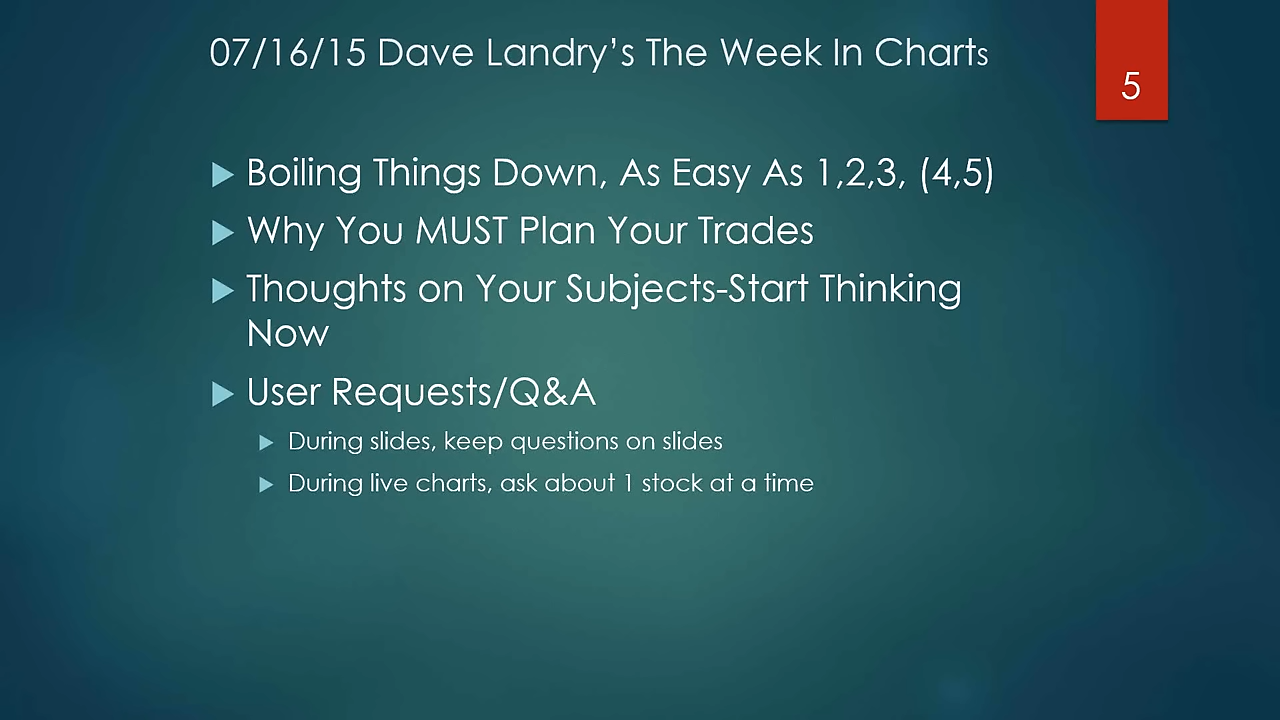 07/16/15 Dave Landry’s The Week In Charts
5
Boiling Things Down, As Easy As 1,2,3, (4,5)
Why You MUST Plan Your Trades
Thoughts on Your Subjects-Start Thinking
Now
User Requests/Q&A
During slides, keep questions on slides
During live charts, ask about 1 stock at a time